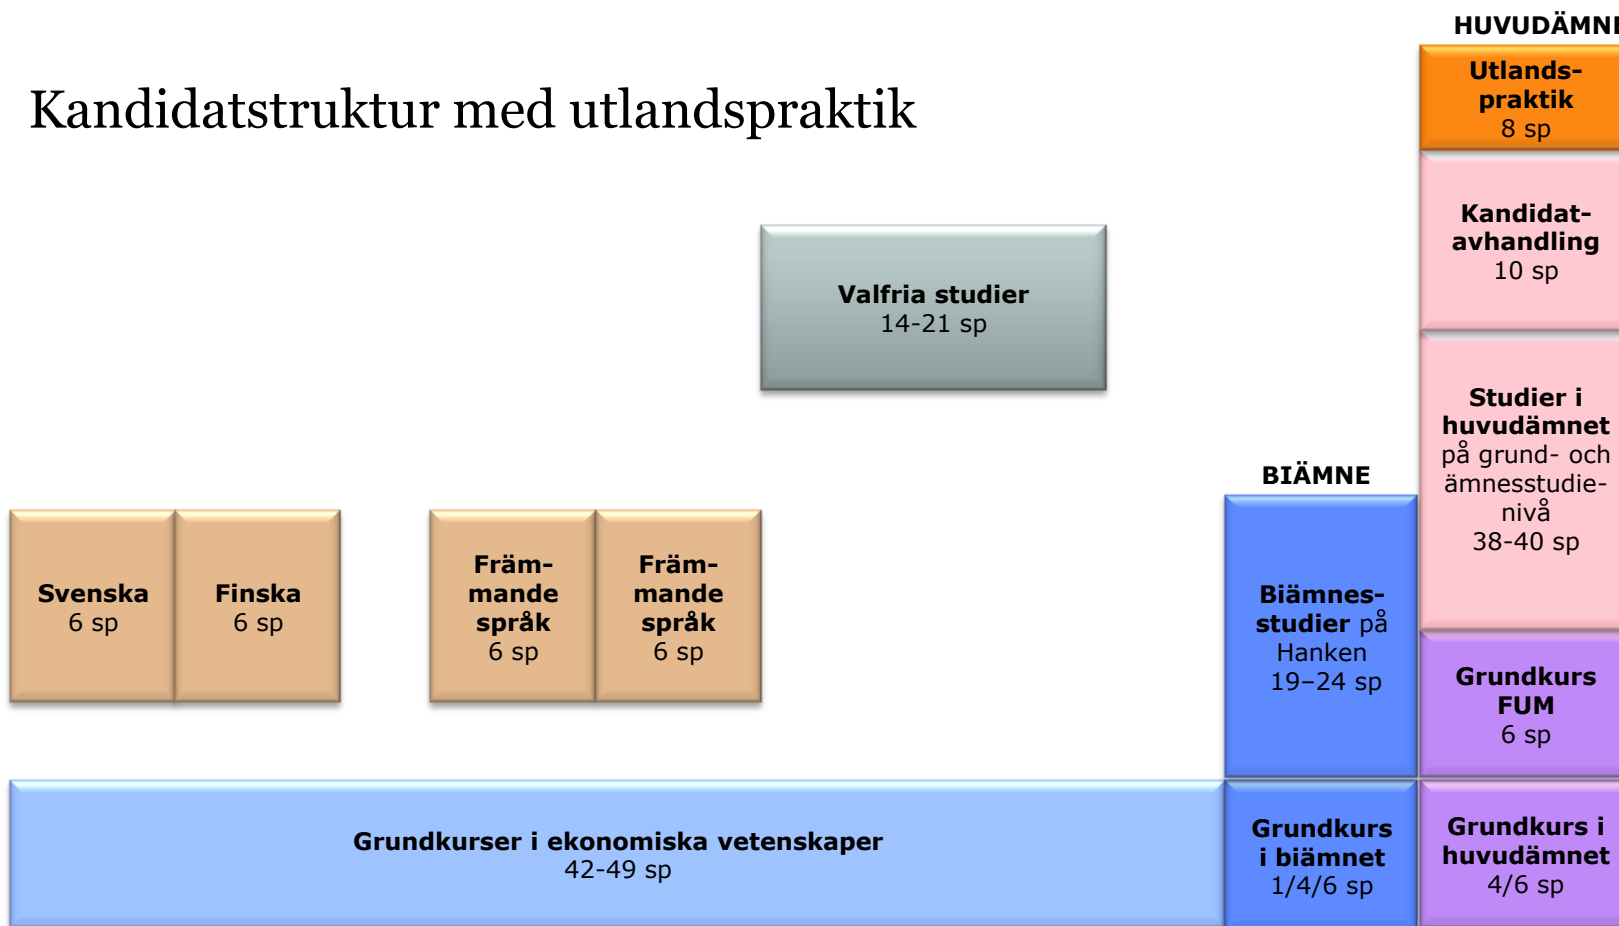 HUVUDÄMNE
Kandidatstruktur med utlandspraktik
Utlands-
praktik
8 sp
Kandidat-
avhandling
10 sp
Valfria studier
14-21 sp
Studier i
huvudämnet
på grund- och
ämnesstudie-
nivå
38-40 sp
BIÄMNE
Svenska
6 sp
Finska
6 sp
Främ-
mande
språk
6 sp
Främ-
mande
språk
6 sp
Biämnes-
studier på
Hanken
19–24 sp
Grundkurs
FUM
6 sp
Grundkurser i ekonomiska vetenskaper
42-49 sp
Grundkurs
i biämnet
1/4/6 sp
Grundkurs i
huvudämnet
4/6 sp